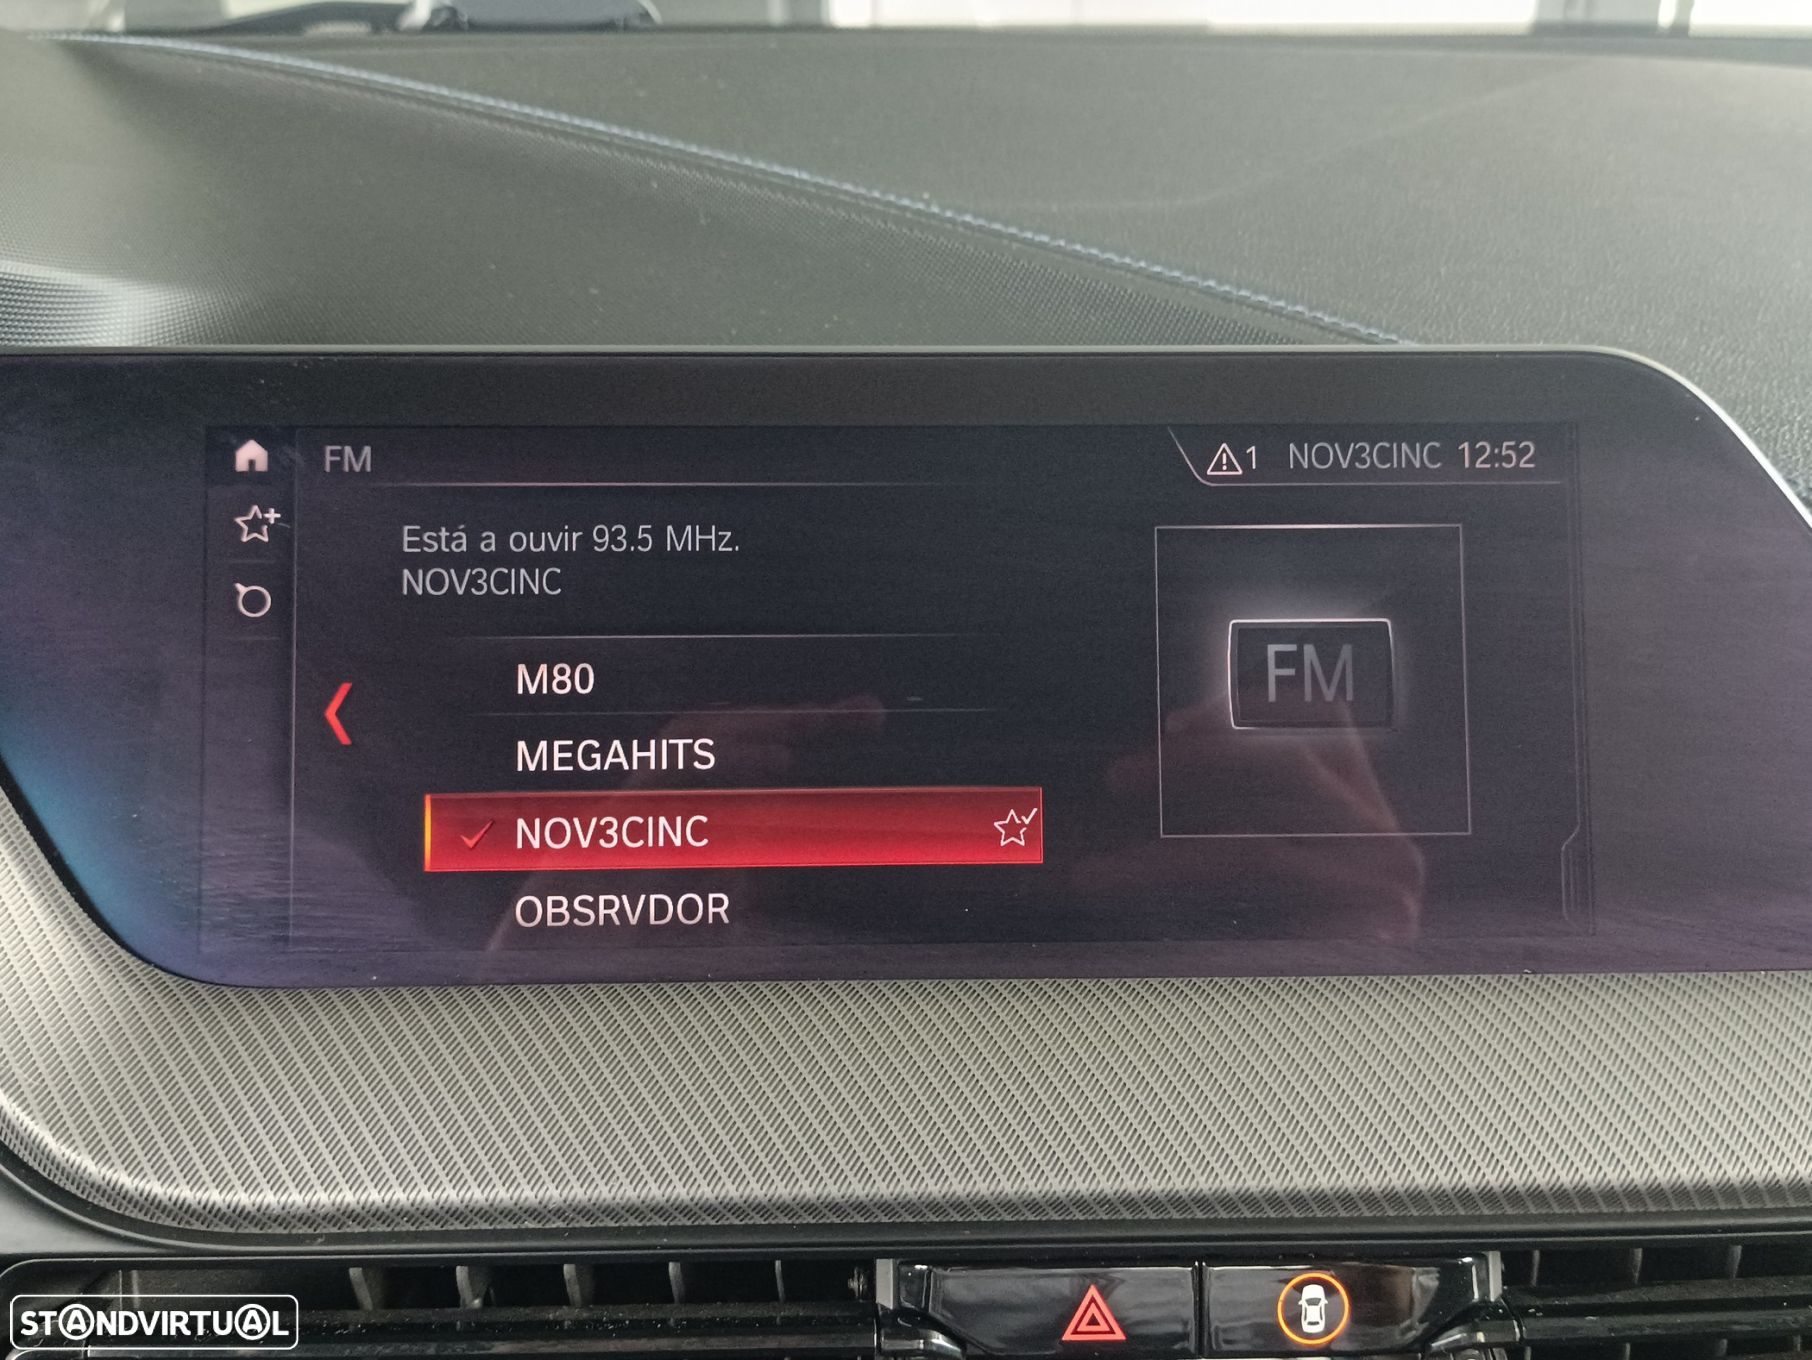 FM
1 NOV3CINC 12:52
Está a ouvir 93.5 MHz.
NOV3CINC
FM
M80
MEGAHITS
NOV3CINC
OBSRVDOR
STANDVIRTUAL